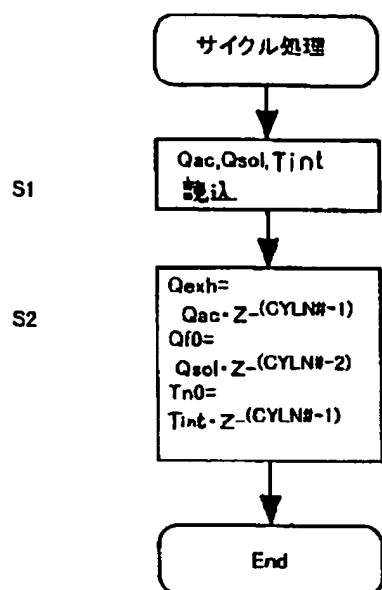 サイクル処理
S1
Qac,Qsol,Tint
読込
S2
Qexh=
Qac・Z-(CYLN#-1)
Qf0=
Qsol・Z-(CYLN#-2)
Tn0=
Tint・Z-(CYLN#-1)
End